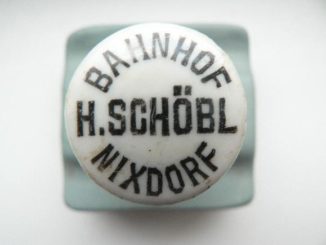 BAHNHOF
H. SCHÖBL
NIXDORF